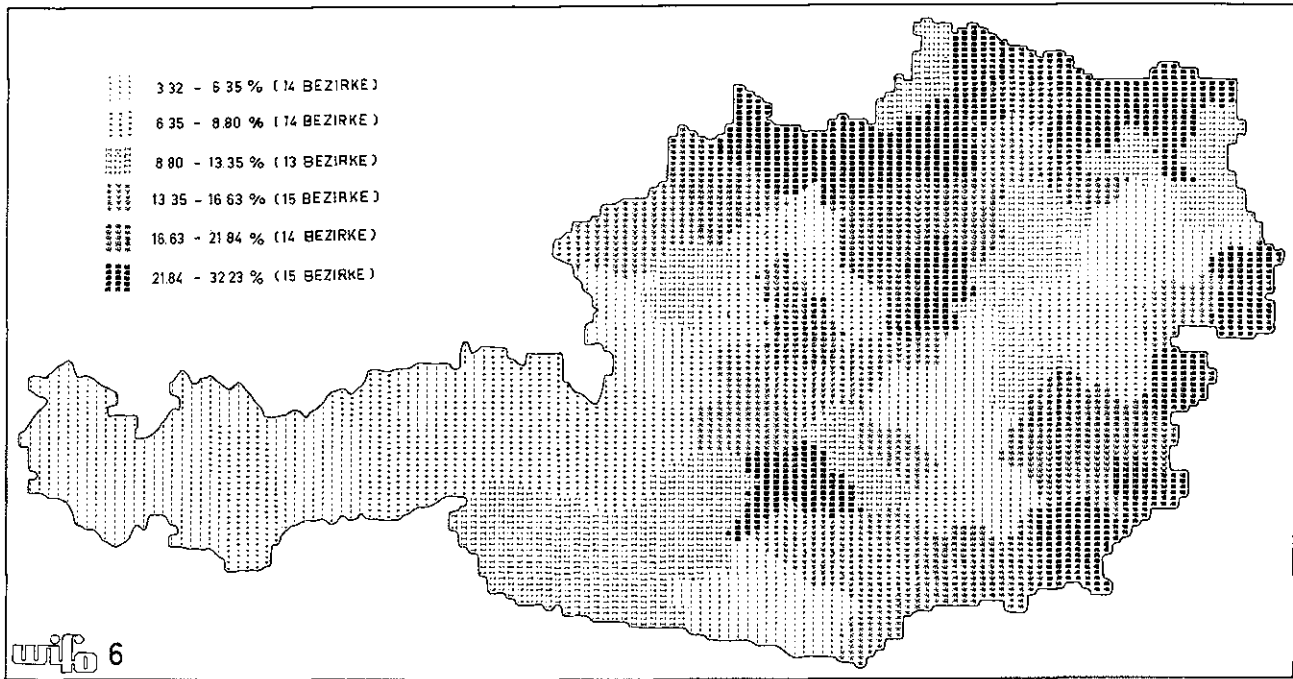 3 32 - 6 35 % (14 BEZIRKE)
6 35 - 8.80 % (14 BEZIRKE)
8 80 - 13.35 % (13 BEZIRKE)
13 35 - 16 63 % (15 BEZIRKE)
16.63 - 21 84 % (14 BEZIRKE)
21.84 - 32 23 % (15 BEZIRKE)
wifo 6